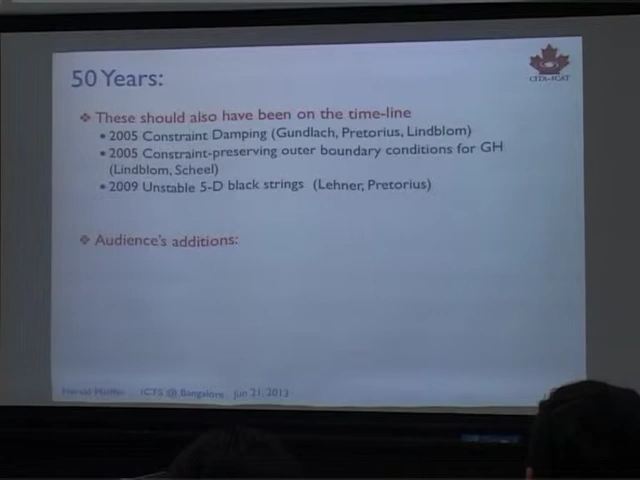 50 Years:
CITA-ICAT
❖ These should also have been on the time-line
• 2005 Constraint Damping (Gundlach, Pretorius, Lindblom)
• 2005 Constraint-preserving outer boundary conditions for GH
(Lindblom, Scheel)
• 2009 Unstable 5-D black strings (Lehner, Pretorius)
❖ Audience's additions:
ICTS @ Bangalore Jun 21, 2013